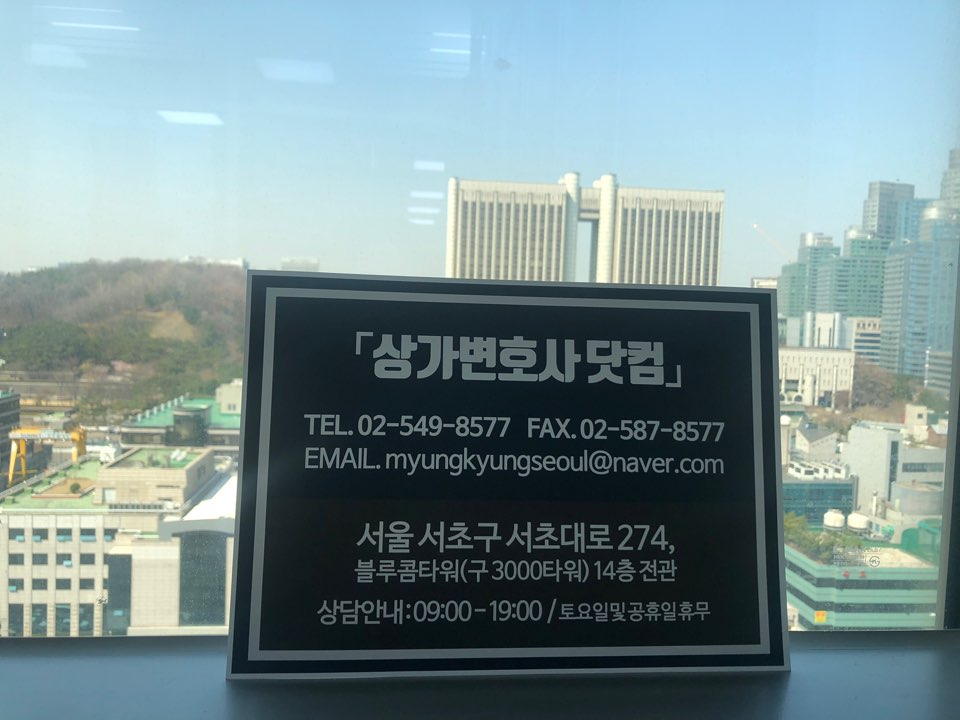 「상가변호사 닷컴」
TEL. 02-549-8577 FAX. 02-587-8577
EMAIL. myungkyungseoul@naver.com
서울 서초구 서초대로 274,
블루콤타워(구 3000타워) 14층 전관
상담안내 : 09:00 - 19:00 / 토요일 및 공휴일 휴무